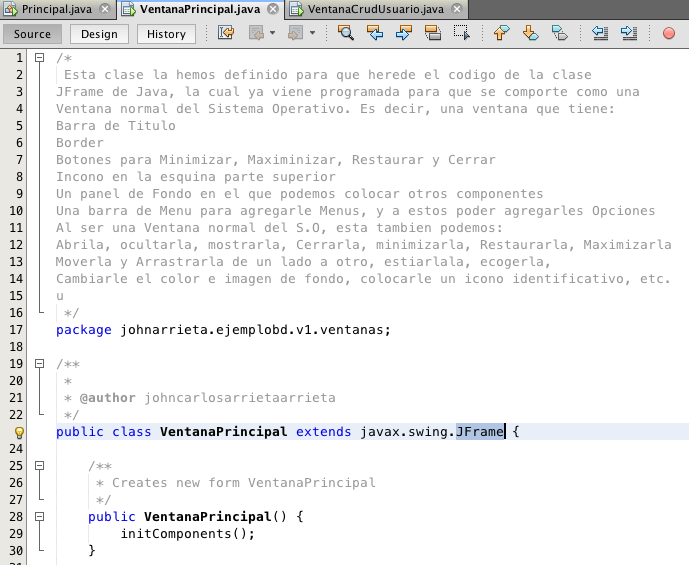 Principal.java
VentanaPrincipal.java
VentanaCrudUsuario.java
Source Design History
1 /*
2 Esta clase la hemos definido para que herede el codigo de la clase
3 JFrame de Java, la cual ya viene programada para que se comporte como una
4 Ventana normal del Sistema Operativo. Es decir, una ventana que tiene:
5 Barra de Titulo
6 Border
7 Botones para Minimizar, Maximinizar, Restaurar y Cerrar
8 Incono en la esquina parte superior
9 Un panel de Fondo en el que podemos colocar otros componentes
10 Una barra de Menu para agregarle Menus, y a estos poder agregarles Opciones
11 Al ser una Ventana normal del S.O, esta tambien podemos:
12 Abrila, ocultarla, mostrarla, Cerrarla, minimizarla, Restaurarla, Maximizarla
13 Moverla y Arrastrarla de un lado a otro, estiarlala, ecogerla,
14 Cambiarle el color e imagen de fondo, colocarle un icono identificativo, etc.
15 u
16 */
17 package johnarrieta.ejemplobd.v1.ventanas;
18
19 /**
20 *
21 * @author johncarlosarrietaarrieta
22 */
public class VentanaPrincipal extends javax.swing.JFrame {
24
25 /**
26 * Creates new form VentanaPrincipal
27 */
28 public VentanaPrincipal() {
29 initComponents();
30 }